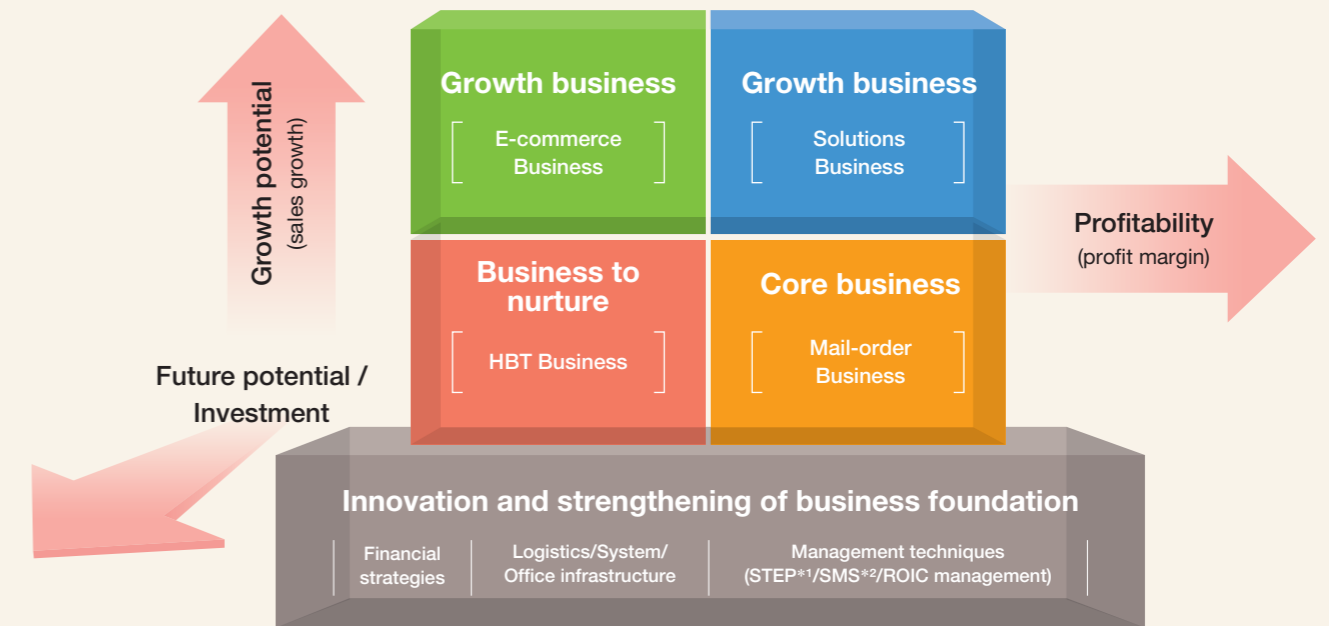 Growth potential
(sales growth)
Growth business
E-commerce
Business
Growth business
Solutions
Business
Profitability
(profit margin)
Business to
nurture
HBT Business
Core business
Mail-order
Business
Future potential /
Investment
Innovation and strengthening of business foundation
Financial
strategies
Logistics/System/
Office infrastructure
Management techniques
(STEP*1/SMS*2/ROIC management)